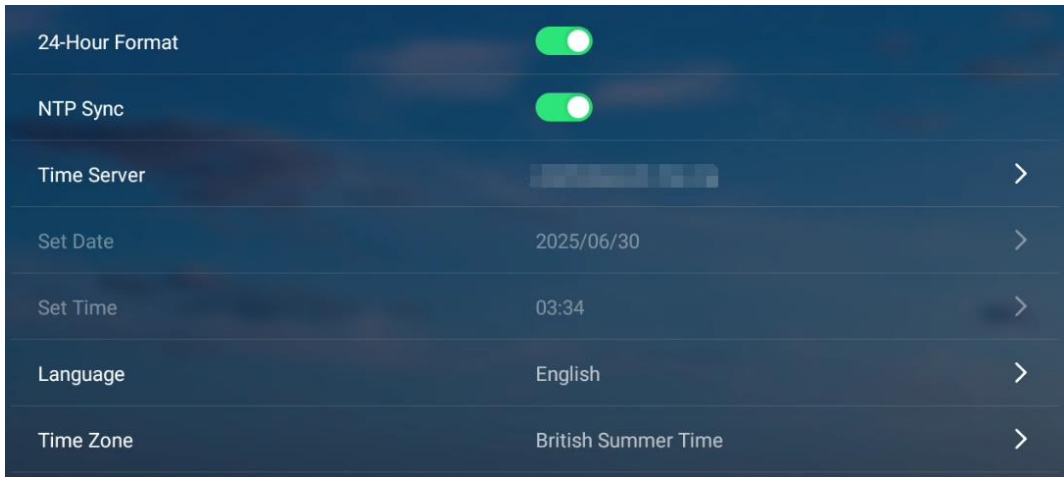 24-Hour Format
NTP Sync
Time Server
Set Date 2025/06/30
Set Time 03:34
Language English
Time Zone British Summer Time